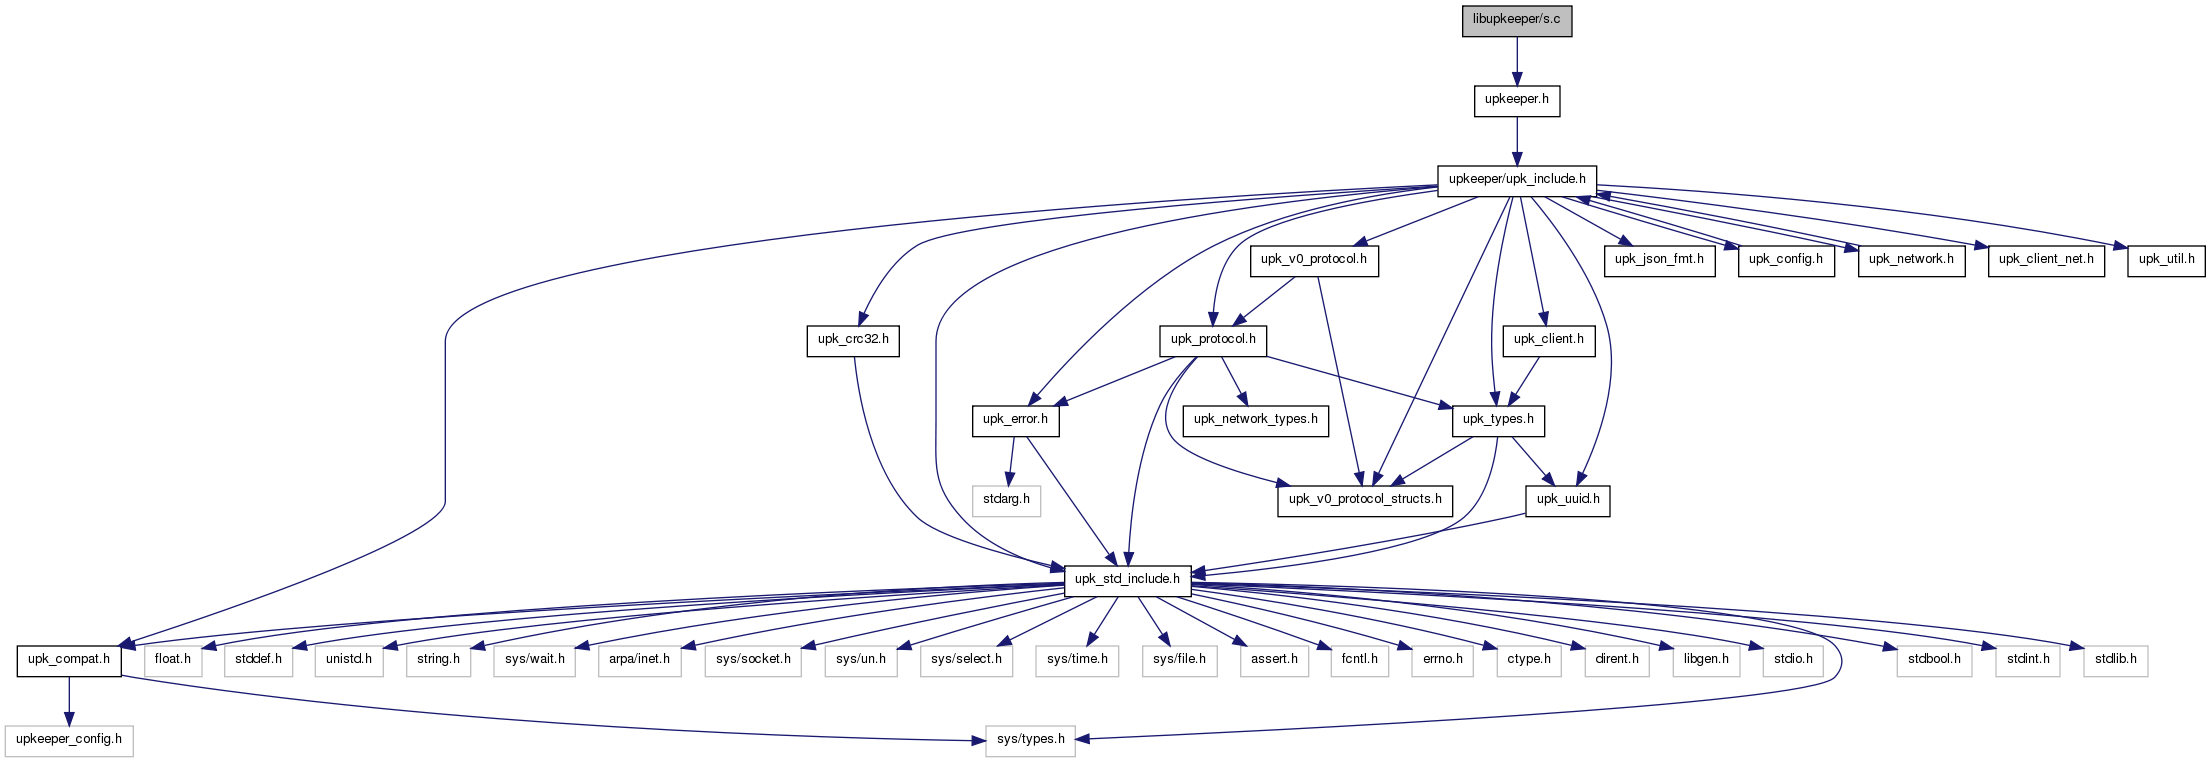 libupkeeper/s.c
upkeeper.h
upkeeper/upk_include.h
upk_v0_protocol.h
upk_json_fmt.h
upk_config.h
upk_network.h
upk_client_net.h
upk_util.h
upk_crc32.h
upk_protocol.h
upk_client.h
upk_error.h
upk_network_types.h
upk_types.h
stdarg.h
upk_v0_protocol_structs.h
upk_uuid.h
upk_std_include.h
upk_compat.h
float.h
stddef.h
unistd.h
string.h
sys/wait.h
arpa/inet.h
sys/socket.h
sys/un.h
sys/select.h
sys/time.h
sys/file.h
assert.h
fcntl.h
errno.h
ctype.h
dirent.h
libgen.h
stdio.h
stdbool.h
stdint.h
stdlib.h
upkeeper_config.h
sys/types.h